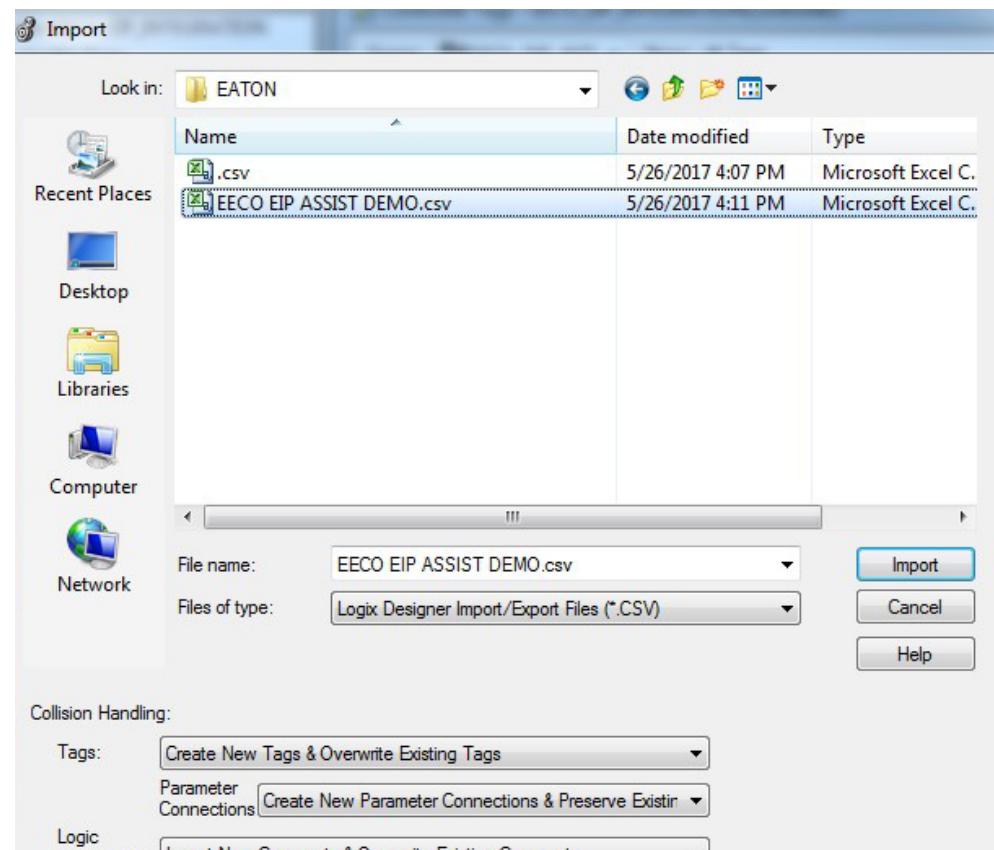 Import
Look in: EATON
Name Date modified Type
.csv 5/26/2017 4:07 PM Microsoft Excel C.
EECO EIP ASSIST DEMO.csv 5/26/2017 4:11 PM Microsoft Excel C.
Recent Places
Desktop
Libraries
Computer
Network
File name: EECO EIP ASSIST DEMO.csv Import
Files of type: Logix Designer Import/Export Files (*.CSV) Cancel
Help
Collision Handling:
Tags: Create New Tags & Overwrite Existing Tags
Parameter
Connections Create New Parameter Connections & Preserve Existin
Logic